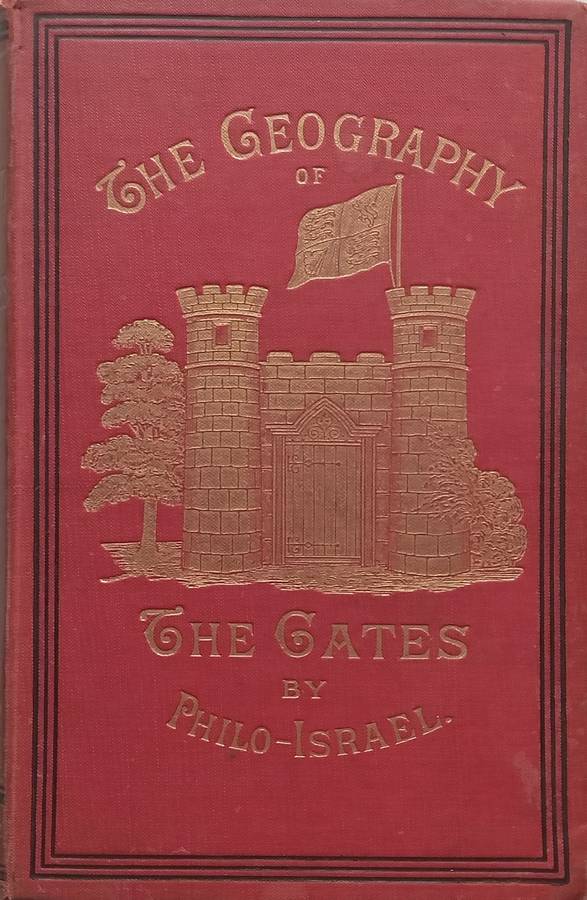 The Geography
of
The Gates
by
Philo-Israel.